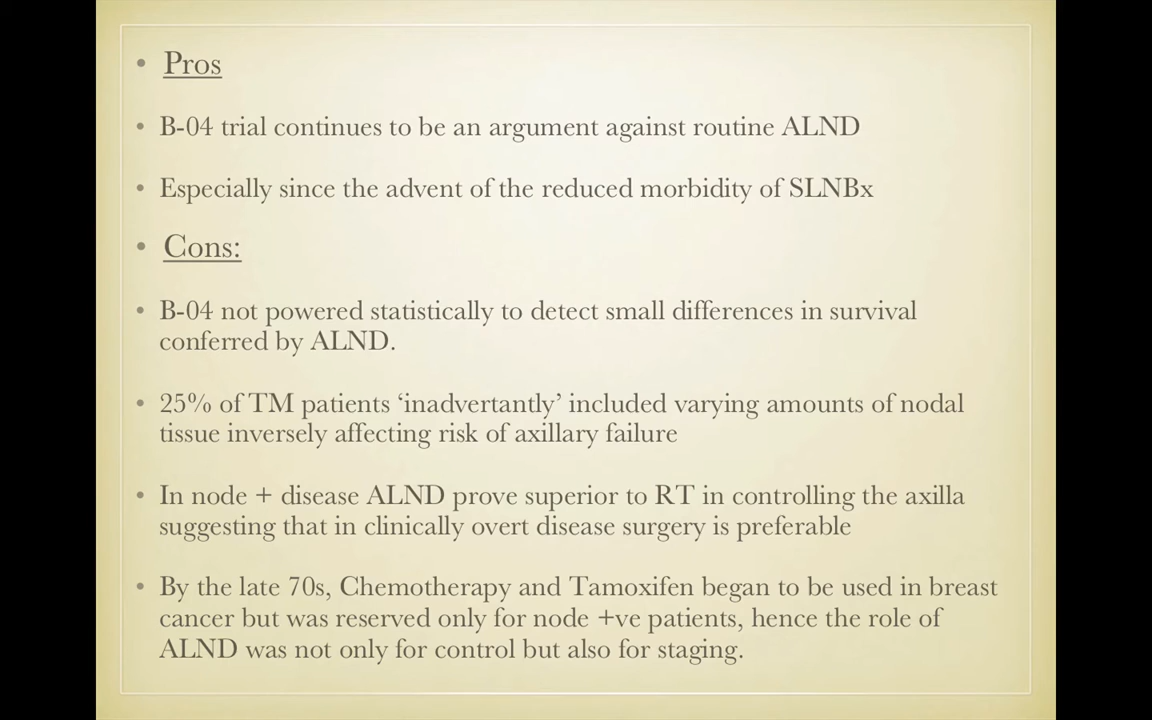 • Pros
• B-04 trial continues to be an argument against routine ALND
• Especially since the advent of the reduced morbidity of SLNBx
• Cons:
• B-04 not powered statistically to detect small differences in survival
conferred by ALND.
• 25% of TM patients ‘inadvertantly’ included varying amounts of nodal
tissue inversely affecting risk of axillary failure
• In node + disease ALND prove superior to RT in controlling the axilla
suggesting that in clinically overt disease surgery is preferable
• By the late 70s, Chemotherapy and Tamoxifen began to be used in breast
cancer but was reserved only for node +ve patients, hence the role of
ALND was not only for control but also for staging.